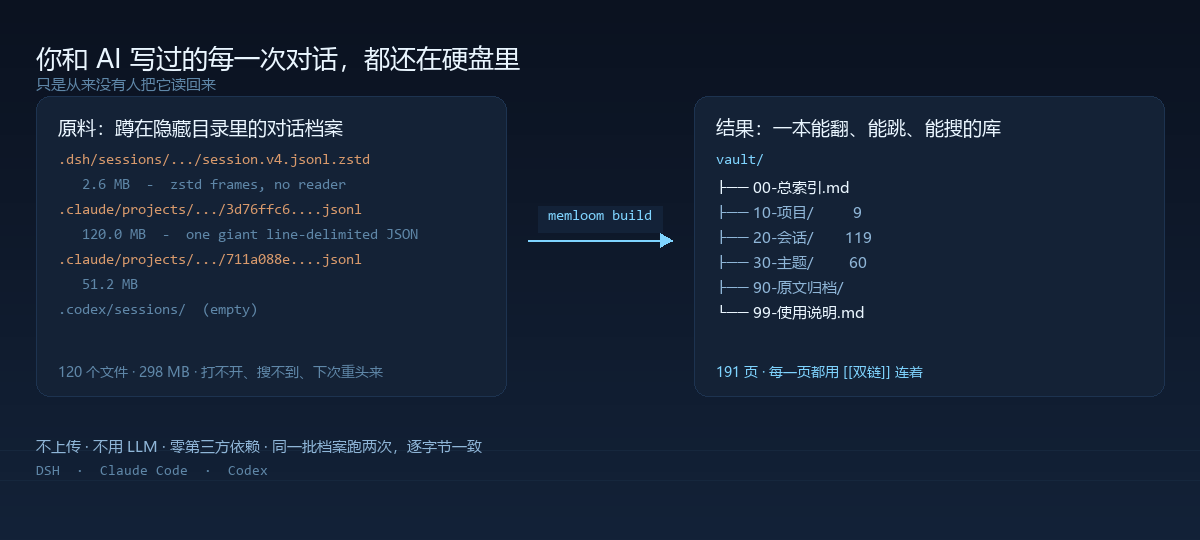 你和 AI 写过的每一次对话，都还在硬盘里
只是从来没有人把它读回来
原料：蹲在隐藏目录里的对话档案
.dsh/sessions/.../session.v4.jsonl.zstd
2.6 MB  -  zstd frames, no reader
.claude/projects/.../3d76ffc6....jsonl
120.0 MB  -  one giant line-delimited JSON
.claude/projects/.../711a088e....jsonl
51.2 MB
.codex/sessions/  (empty)
120 个文件 · 298 MB · 打不开、搜不到、下次重头来
memloom build
结果：一本能翻、能跳、能搜的库
vault/
├── 00-总索引.md
├── 10-项目/ 9
├── 20-会话/ 119
├── 30-主题/ 60
├── 90-原文归档/
└── 99-使用说明.md
191 页 · 每一页都用 [[双链]] 连着
不上传 · 不用 LLM · 零第三方依赖 · 同一批档案跑两次，逐字节一致
DSH  ·  Claude Code  ·  Codex